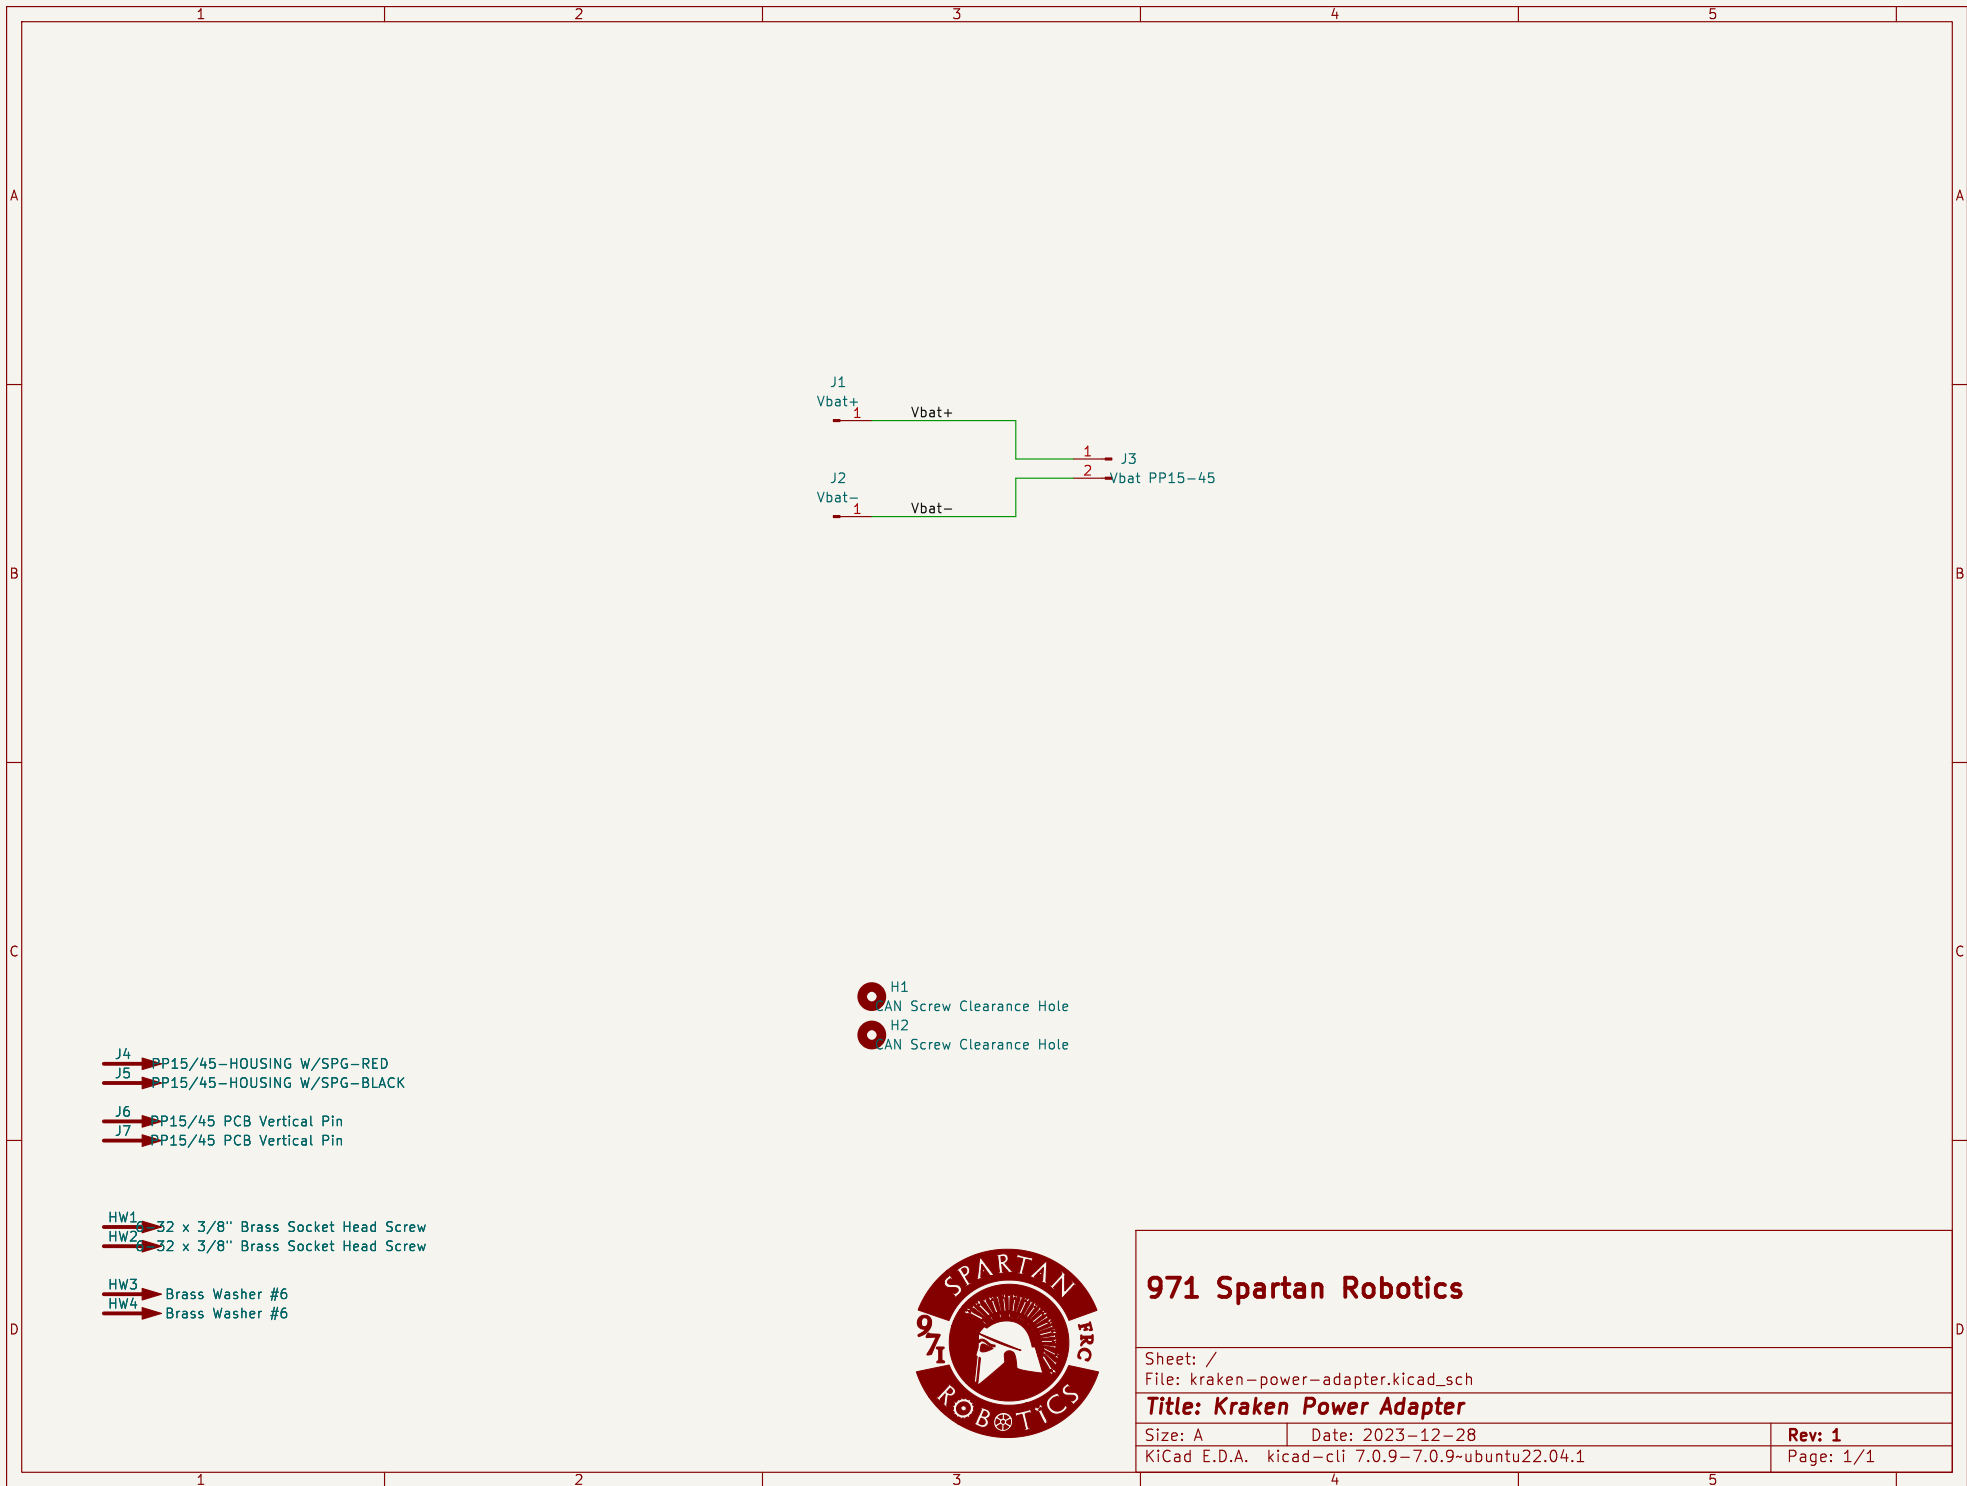 1 2 3 4 5
A A
J1
Vbat+
1 Vbat+
1 J3
2 Vbat PP15-45
J2
Vbat-
1 Vbat-
B B
C C
H1
CAN Screw Clearance Hole
H2
CAN Screw Clearance Hole
J4 PP15/45-HOUSING W/SPG-RED
J5 PP15/45-HOUSING W/SPG-BLACK
J6 PP15/45 PCB Vertical Pin
J7 PP15/45 PCB Vertical Pin
HW1 6-32 x 3/8" Brass Socket Head Screw
HW2 6-32 x 3/8" Brass Socket Head Screw
HW3 Brass Washer #6
HW4 Brass Washer #6
D D
SPARTAN
971 FRC
ROBOTICS
971 Spartan Robotics
Sheet: /
File: kraken-power-adapter.kicad_sch
Title: Kraken Power Adapter
Size: A Date: 2023-12-28 Rev: 1
KiCad E.D.A. kicad-cli 7.0.9-7.0.9~ubuntu22.04.1 Page: 1/1
1 2 3 4 5